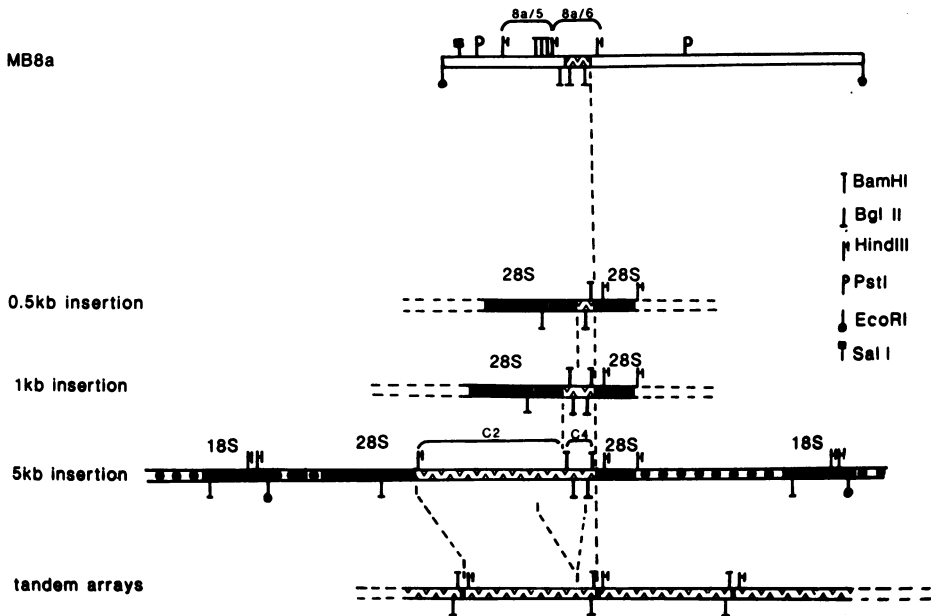 8a/5 8a/6
MB8a
BamHI
Bgl II
HindIII
PstI
EcoRI
Sal I
28S 28S
0.5kb insertion
28S 28S
1kb insertion
C2 C4
18S 28S 28S 18S
5kb insertion
tandem arrays